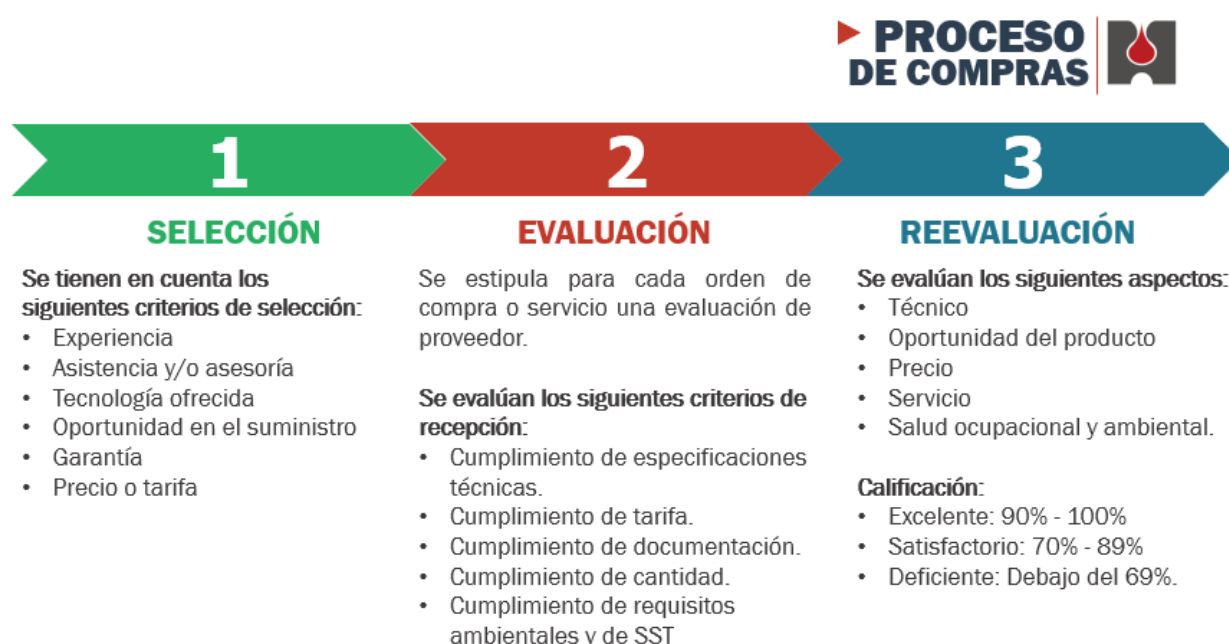 PROCESO
DE COMPRAS
1
SELECCIÓN
Se tienen en cuenta los
siguientes criterios de selección:
• Experiencia
• Asistencia y/o asesoría
• Tecnología ofrecida
• Oportunidad en el suministro
• Garantía
• Precio o tarifa
2
EVALUACIÓN
Se estipula para cada orden de
compra o servicio una evaluación de
proveedor.
Se evalúan los siguientes criterios de
recepción:
• Cumplimiento de especificaciones
técnicas.
• Cumplimiento de tarifa.
• Cumplimiento de documentación.
• Cumplimiento de cantidad.
• Cumplimiento de requisitos
ambientales y de SST
3
REEVALUACIÓN
Se evalúan los siguientes aspectos:
• Técnico
• Oportunidad del producto
• Precio
• Servicio
• Salud ocupacional y ambiental.
Calificación:
• Excelente: 90% - 100%
• Satisfactorio: 70% - 89%
• Deficiente: Debajo del 69%.